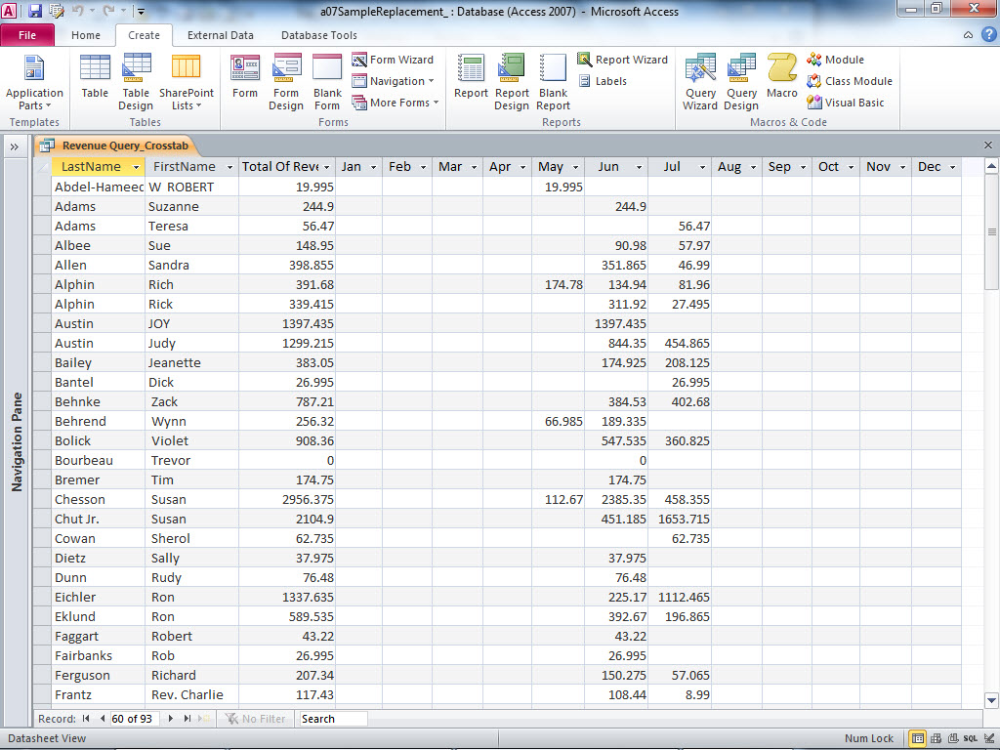 a07SampleReplacement_ : Database (Access 2007) - Microsoft Access
File Home Create External Data Database Tools
Application Parts Table Table Design SharePoint Lists Form Form Design Blank Form Form Wizard Navigation More Forms Report Report Design Blank Report Report Wizard Labels Query Wizard Query Design Macro Module Class Module Visual Basic
Templates Tables Forms Reports Macros & Code
Revenue Query_Crosstab
LastName FirstName Total Of Reve Jan Feb Mar Apr May Jun Jul Aug Sep Oct Nov Dec
Abdel-Hameed W ROBERT 19.995 19.995
Adams Suzanne 244.9 244.9
Adams Teresa 56.47 56.47
Albee Sue 148.95 90.98 57.97
Allen Sandra 398.855 351.865 46.99
Alphin Rich 391.68 174.78 134.94 81.96
Alphin Rick 339.415 311.92 27.495
Austin JOY 1397.435 1397.435
Austin Judy 1299.215 844.35 454.865
Bailey Jeanette 383.05 174.925 208.125
Bantel Dick 26.995 26.995
Behnke Zack 787.21 384.53 402.68
Behrend Wynn 256.32 66.985 189.335
Bolick Violet 908.36 547.535 360.825
Bourbeau Trevor 0 0
Bremer Tim 174.75 174.75
Chesson Susan 2956.375 112.67 2385.35 458.355
Chut Jr. Susan 2104.9 451.185 1653.715
Cowan Sherol 62.735 62.735
Dietz Sally 37.975 37.975
Dunn Rudy 76.48 76.48
Eichler Ron 1337.635 225.17 1112.465
Eklund Ron 589.535 392.67 196.865
Faggart Robert 43.22 43.22
Fairbanks Rob 26.995 26.995
Ferguson Richard 207.34 150.275 57.065
Frantz Rev. Charlie 117.43 108.44 8.99
Navigation Pane
Record: 60 of 93 No Filter Search
Datasheet View Num Lock SQL